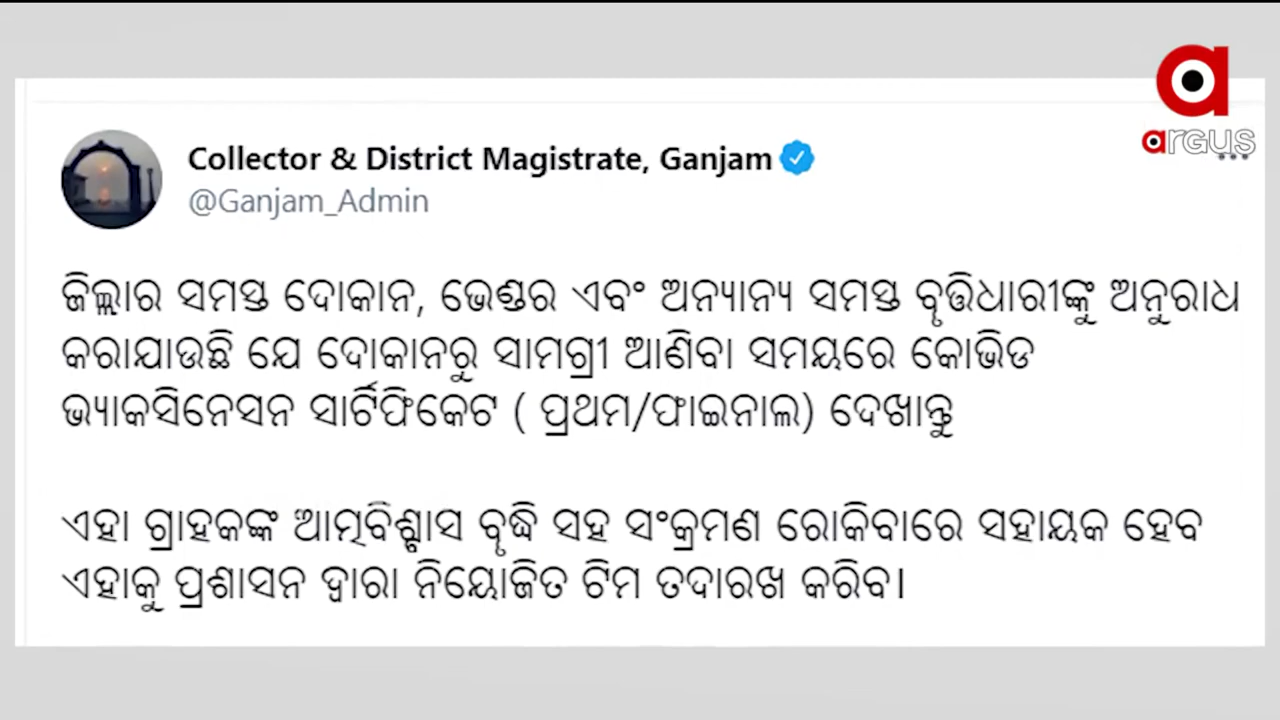 argus
Collector & District Magistrate, Ganjam
@Ganjam_Admin
ଜିଲ୍ଲାର ସମସ୍ତ ଦୋକାନ, ଭେଣ୍ଡର ଏବଂ ଅନ୍ୟାନ୍ୟ ସମସ୍ତ ବୃତ୍ତିଧାରୀଙ୍କୁ ଅନୁରାଧ
କରାଯାଉଛି ଯେ ଦୋକାନରୁ ସାମଗ୍ରୀ ଆଣିବା ସମୟରେ କୋଭିଡ
ଭ୍ୟାକସିନେସନ ସାର୍ଟିଫିକେଟ ( ପ୍ରଥମ/ଫାଇନାଲ) ଦେଖାନ୍ତୁ
ଏହା ଗ୍ରାହକଙ୍କ ଆତ୍ମବିଶ୍ଵାସ ବୃଦ୍ଧି ସହ ସଂକ୍ରମଣ ରୋକିବାରେ ସହାୟକ ହେବ
ଏହାକୁ ପ୍ରଶାସନ ଦ୍ଵାରା ନିୟୋଜିତ ଟିମ ତଦାରଖ କରିବ।